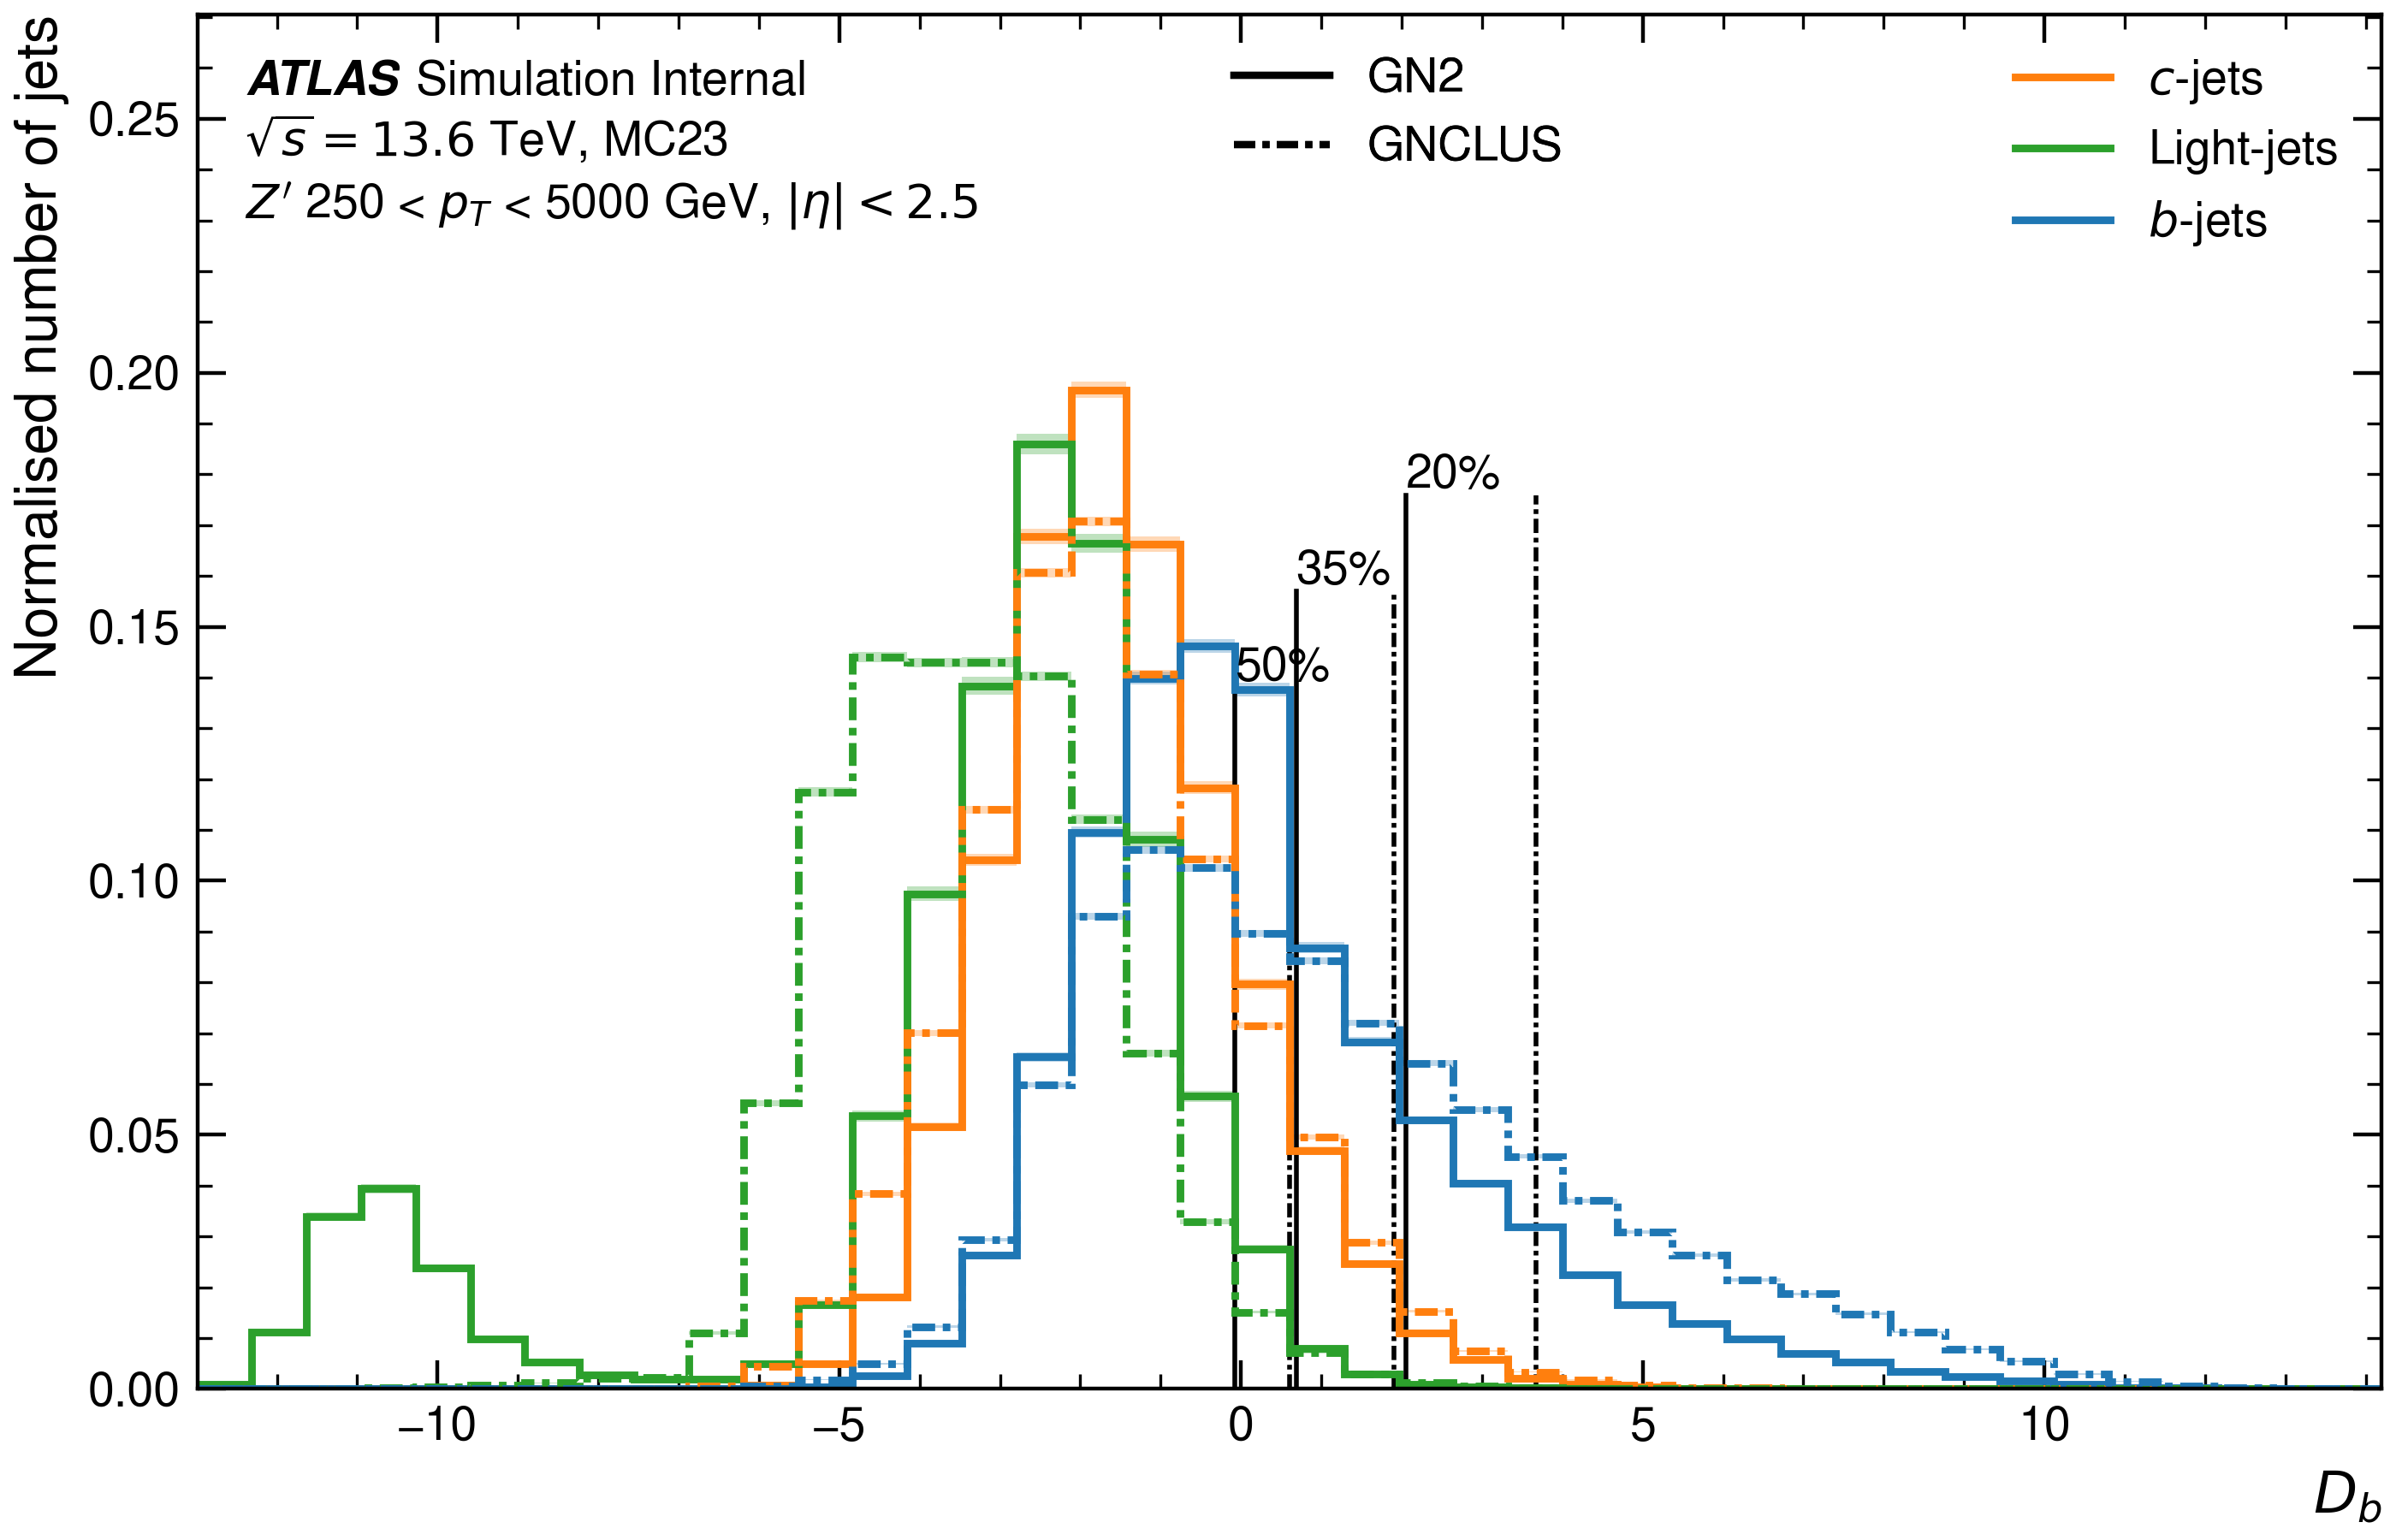 Normalised number of jets
ATLAS Simulation Internal
√s = 13.6 TeV, MC23
Z′ 250 < p_T < 5000 GeV, |η| < 2.5
GN2
GNCLUS
c-jets
Light-jets
b-jets
20%
35%
50%
0.25
0.20
0.15
0.10
0.05
0.00
−10
−5
0
5
10
D_b